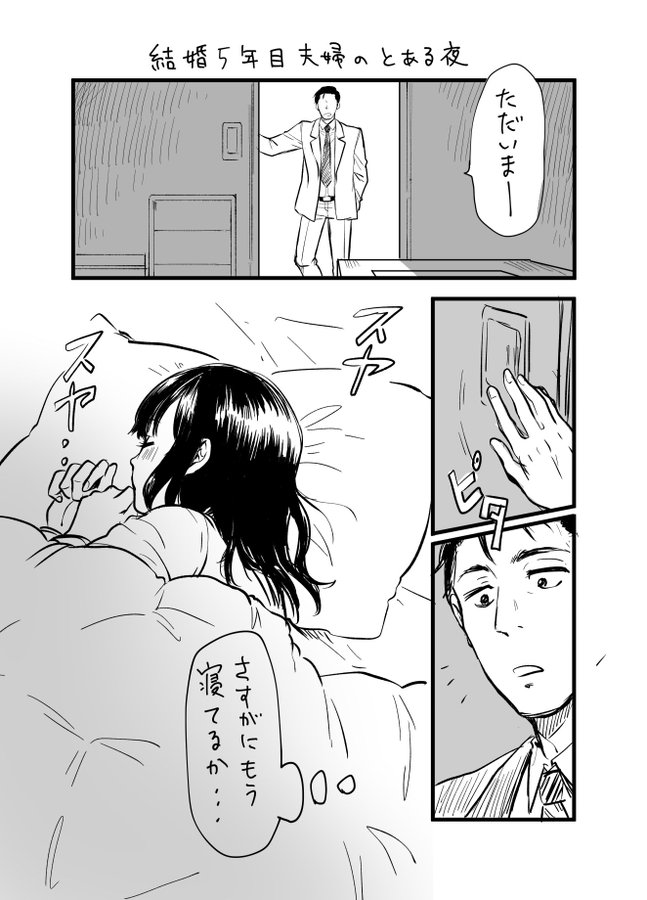 結婚5年目夫婦のとある夜
ただいまー
ピタ
スヤ
スヤ…
さすがにもう
寝てるか...